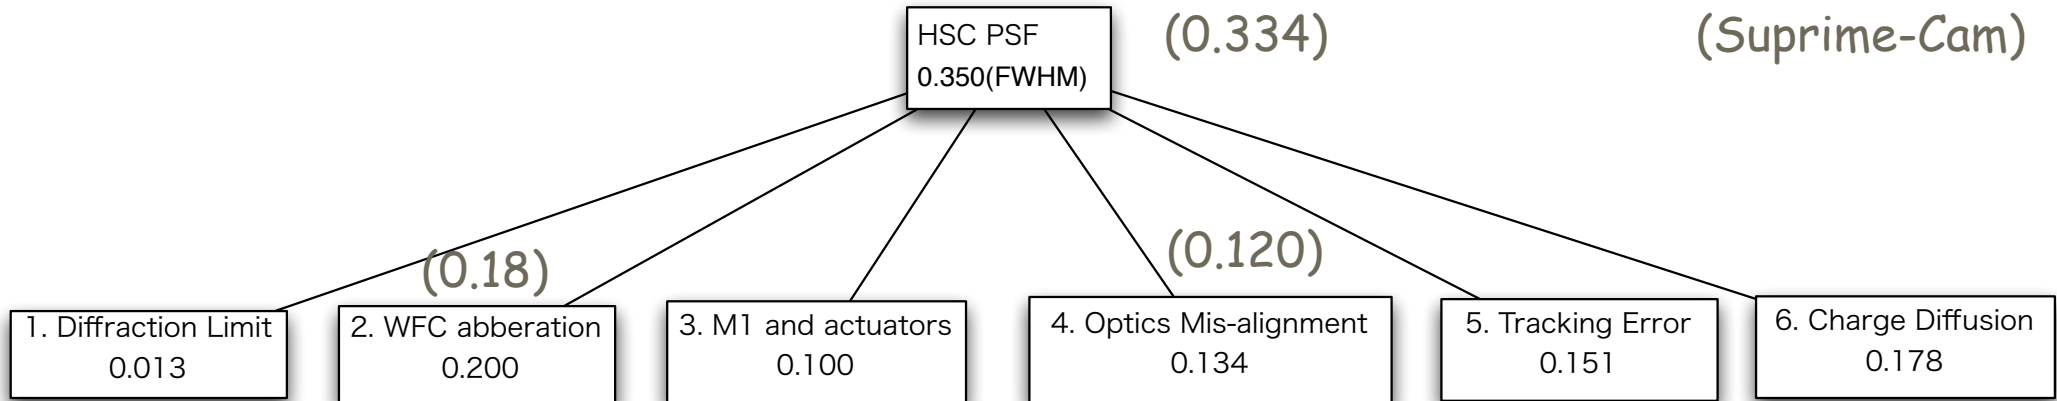 HSC PSF
0.350(FWHM)
(0.334)
(Suprime-Cam)
(0.18)
(0.120)
1. Diffraction Limit
0.013
2. WFC abberation
0.200
3. M1 and actuators
0.100
4. Optics Mis-alignment
0.134
5. Tracking Error
0.151
6. Charge Diffusion
0.178